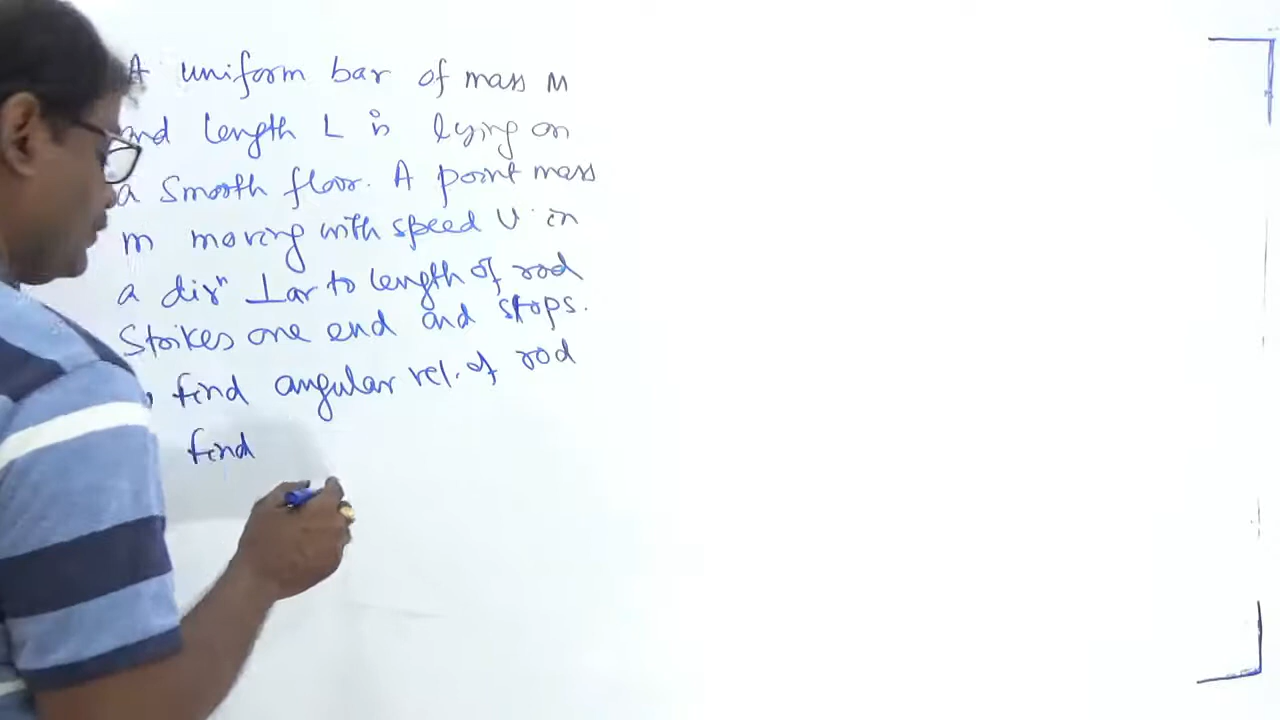 A uniform bar of mass M
and length L is lying on
a smooth floor. A point mass
m moving with speed v in
a dirⁿ ⊥ar to length of rod
strikes one end and stops.
find angular vel. of rod
find